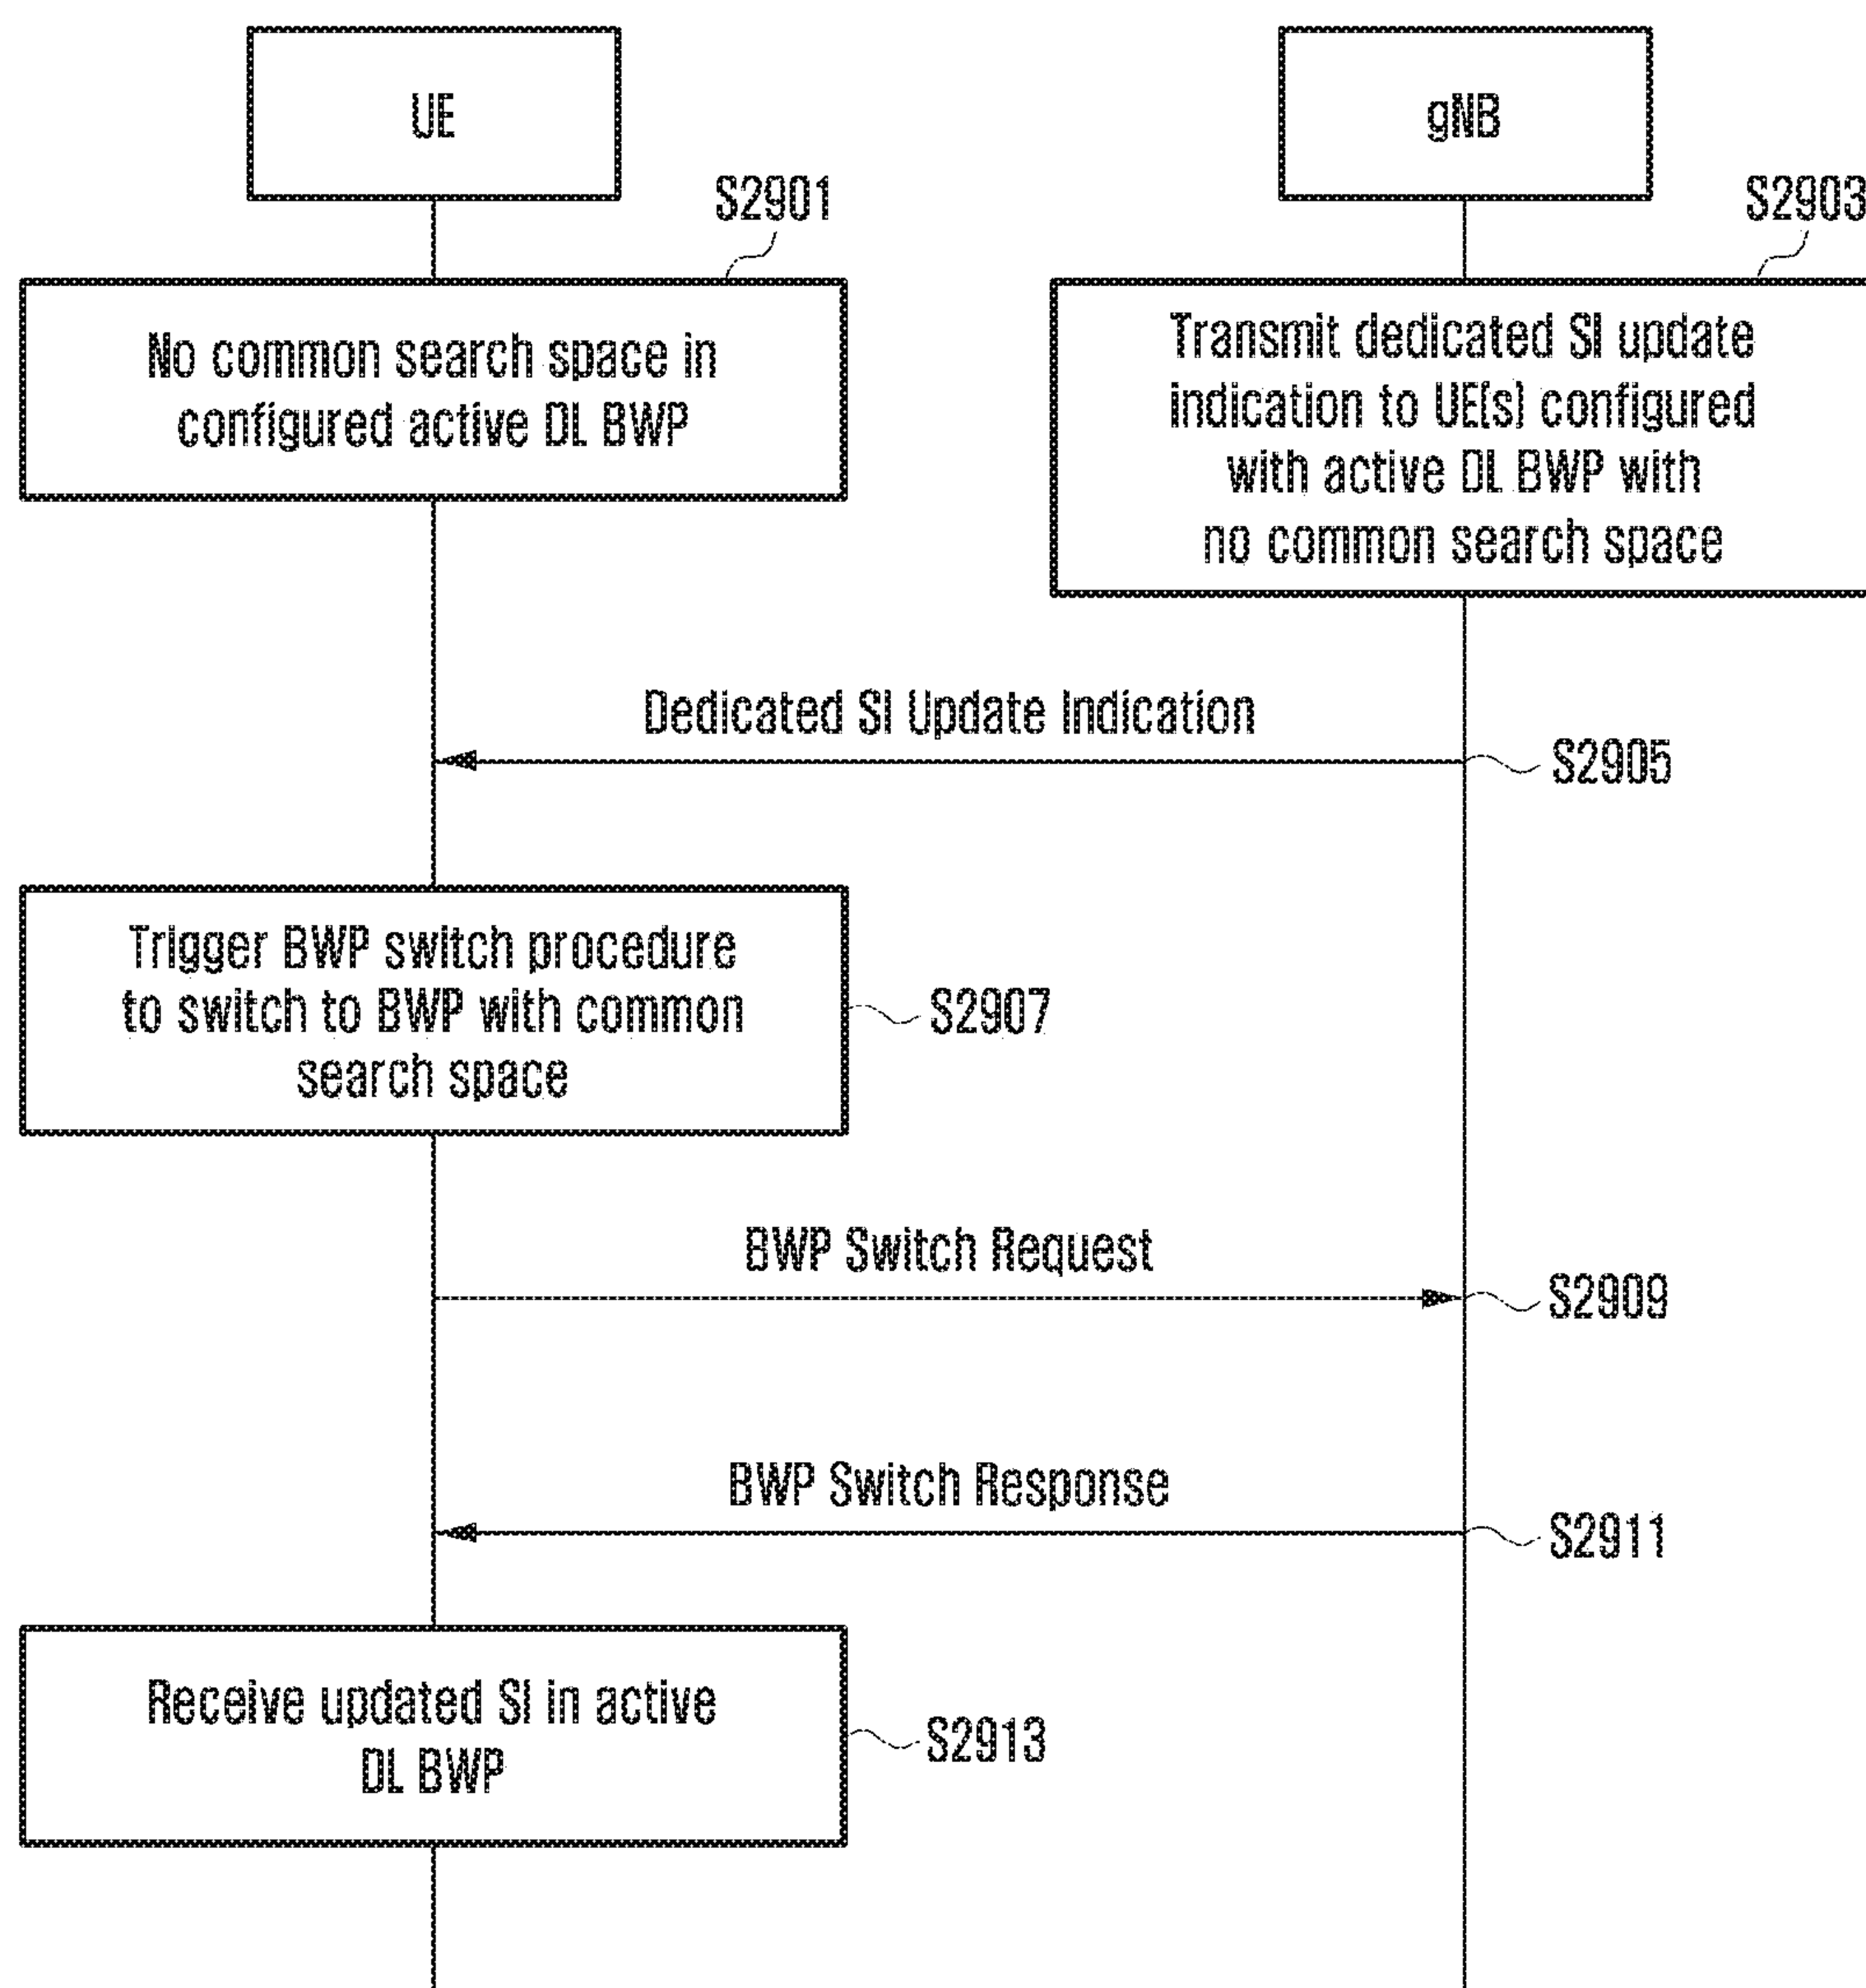 UE
gNB
S2901
S2903
No common search space in
configured active DL BWP
Transmit dedicated SI update
indication to UE(s) configured
with active DL BWP with
no common search space
Dedicated SI Update Indication
S2905
Trigger BWP switch procedure
to switch to BWP with common
search space
S2907
BWP Switch Request
S2909
BWP Switch Response
S2911
Receive updated SI in active
DL BWP
S2913